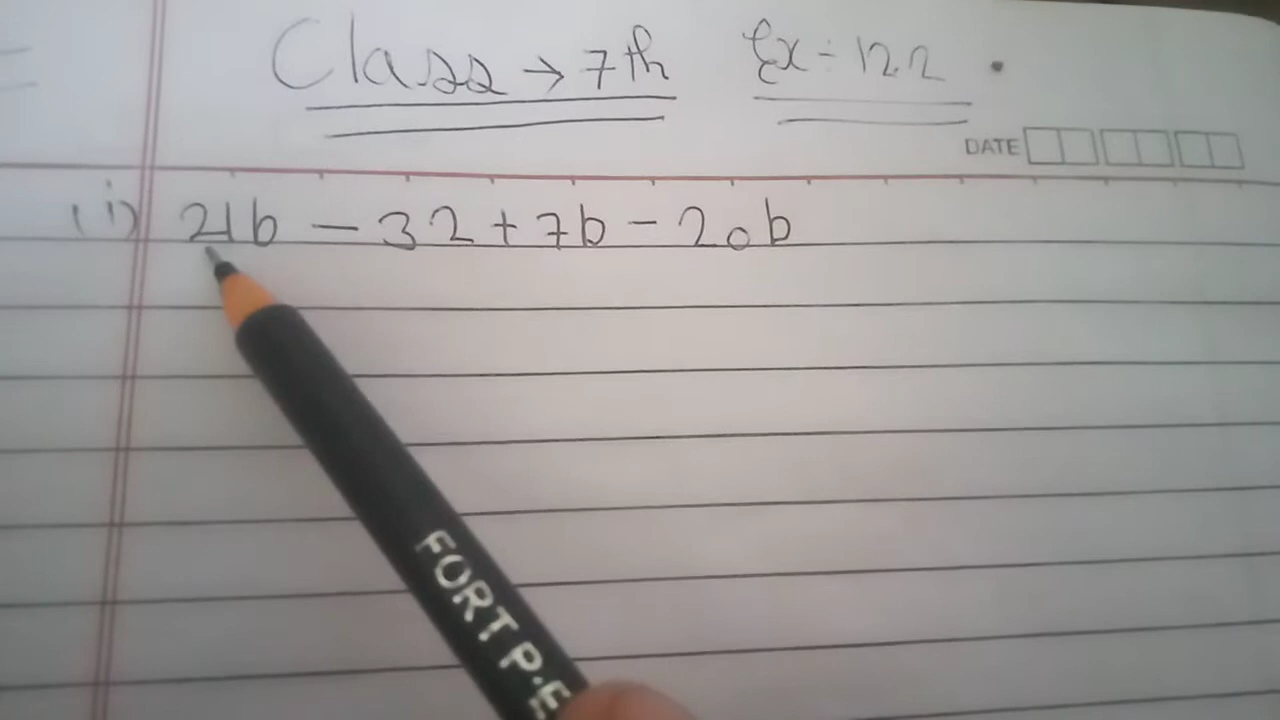 Class → 7th Ex - 12.2
DATE
(i) 21b - 32 + 7b - 20b
FORT P.E